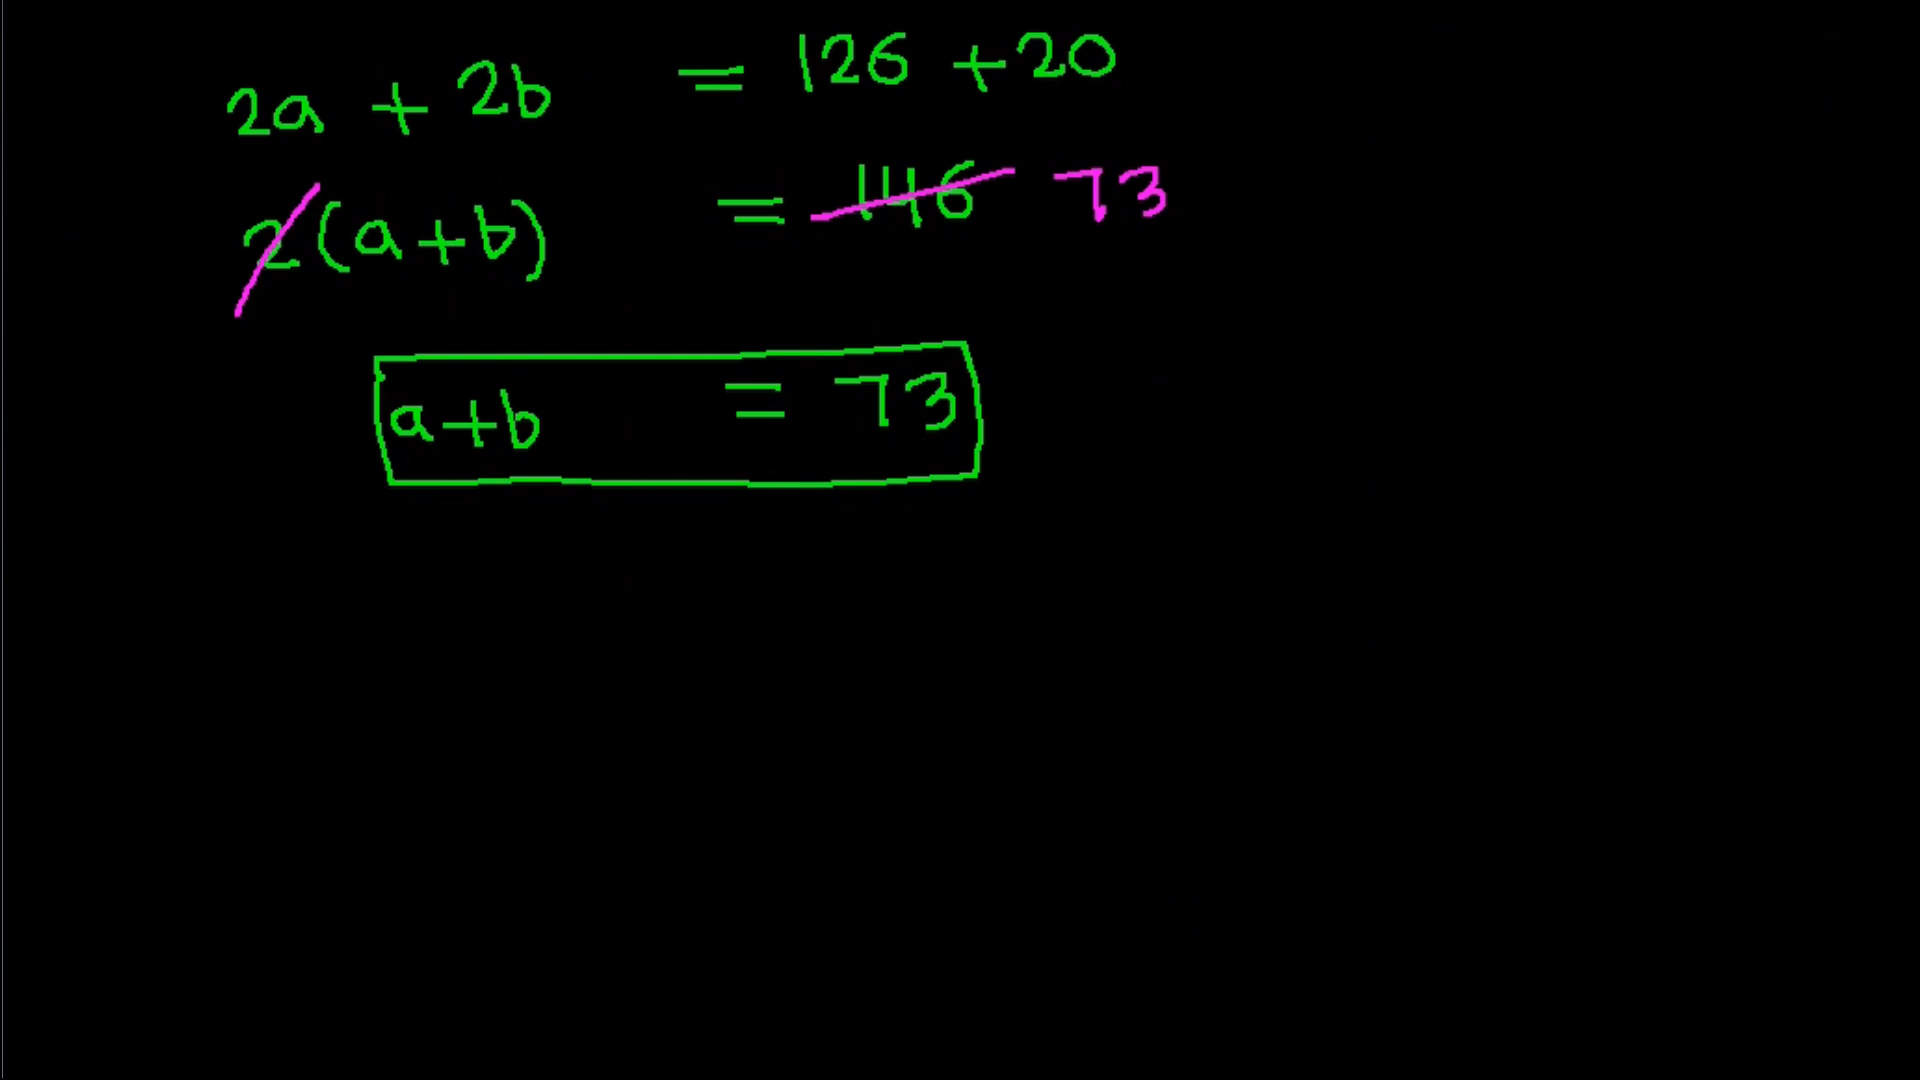 2a + 2b = 126 + 20
2(a+b) = 146 73
a+b = 73